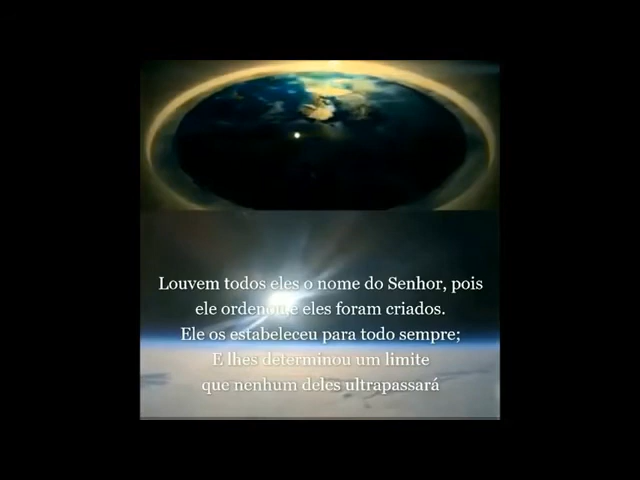 Louvem todos eles o nome do Senhor, pois
ele ordenou e eles foram criados.
Ele os estabeleceu para todo sempre;
E lhes determinou um limite
que nenhum deles ultrapassará